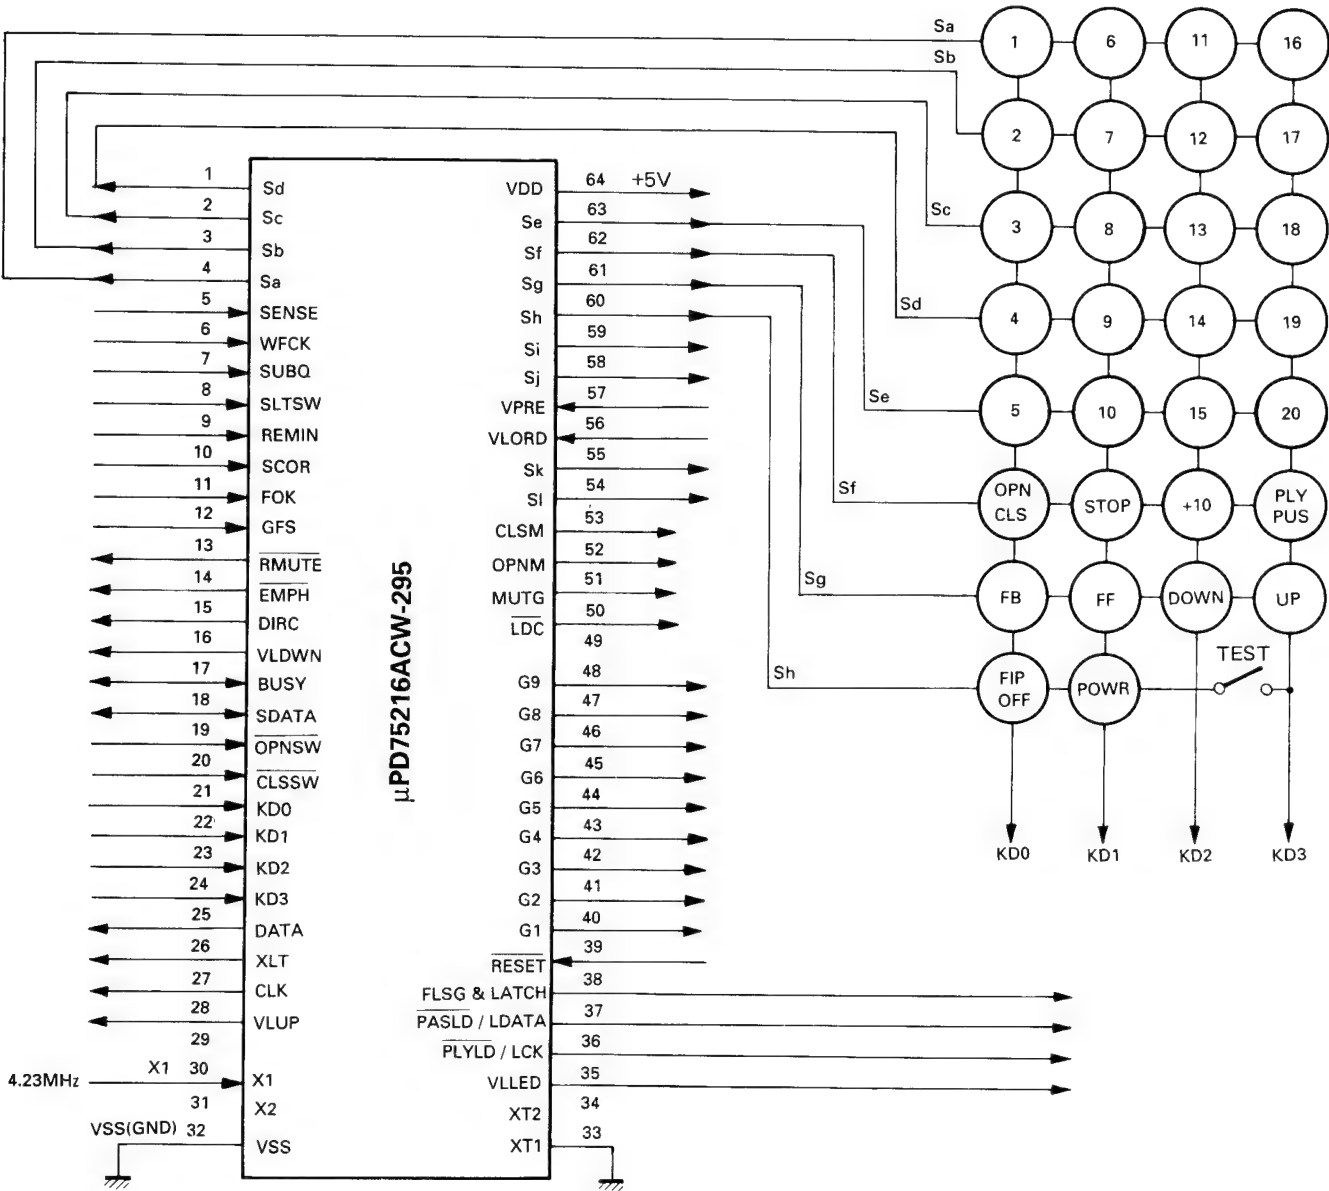 Sa
1 6 11 16
Sb
2 7 12 17
Sc
3 8 13 18
Sd
4 9 14 19
Se
5 10 15 20
Sf
OPN CLS STOP +10 PLY PUS
Sg
FB FF DOWN UP
Sh
FIP OFF POWR TEST
KD0 KD1 KD2 KD3
μPD75216ACW-295
1 Sd
2 Sc
3 Sb
4 Sa
5 SENSE
6 WFCK
7 SUBQ
8 SLTSW
9 REMIN
10 SCOR
11 FOK
12 GFS
13 RMUTE
14 EMPH
15 DIRC
16 VLDWN
17 BUSY
18 SDATA
19 OPNSW
20 CLSSW
21 KD0
22 KD1
23 KD2
24 KD3
25 DATA
26 XLT
27 CLK
28 VLUP
29
4.23MHz X1 30 X1
31 X2
VSS(GND) 32 VSS
VDD 64 +5V
Se 63
Sf 62
Sg 61
Sh 60
Si 59
Sj 58
VPRE 57
VLORD 56
Sk 55
Sl 54
CLSM 53
OPNM 52
MUTG 51
LDC 50
49
G9 48
G8 47
G7 46
G6 45
G5 44
G4 43
G3 42
G2 41
G1 40
RESET 39
FLSG & LATCH 38
PASLD / LDATA 37
PLYLD / LCK 36
VLLED 35
XT2 34
XT1 33